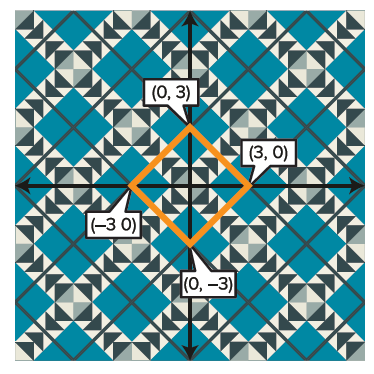 (0, 3)
(3, 0)
(−3 0)
(0, −3)